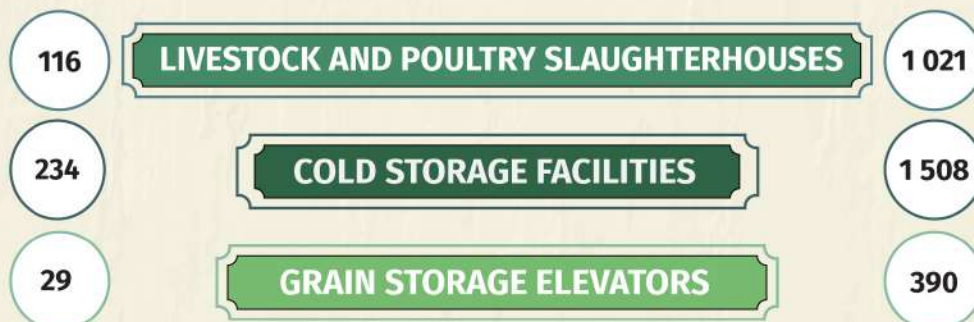 116 LIVESTOCK AND POULTRY SLAUGHTERHOUSES 1 021
234 COLD STORAGE FACILITIES 1 508
29 GRAIN STORAGE ELEVATORS 390